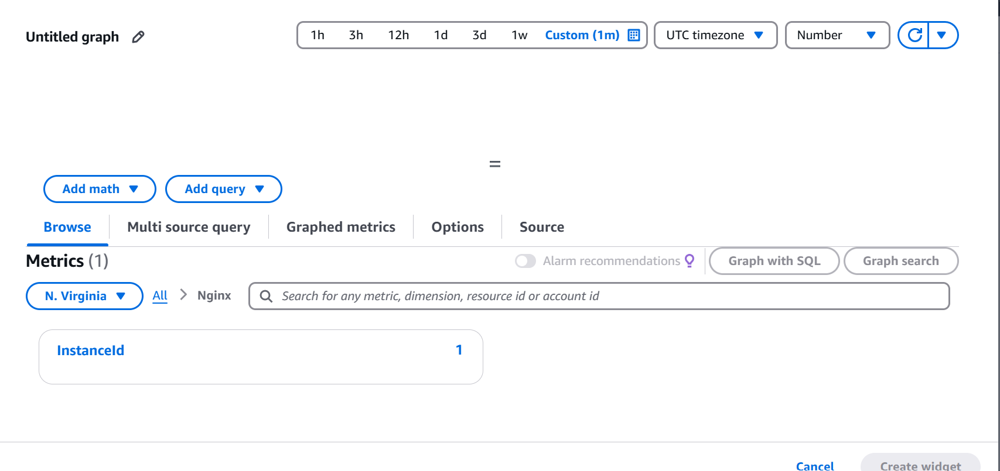 Untitled graph
1h 3h 12h 1d 3d 1w Custom (1m) UTC timezone Number
Add math Add query
Browse Multi source query Graphed metrics Options Source
Metrics (1) Alarm recommendations Graph with SQL Graph search
N. Virginia All Nginx Search for any metric, dimension, resource id or account id
InstanceId 1
Cancel Create widget